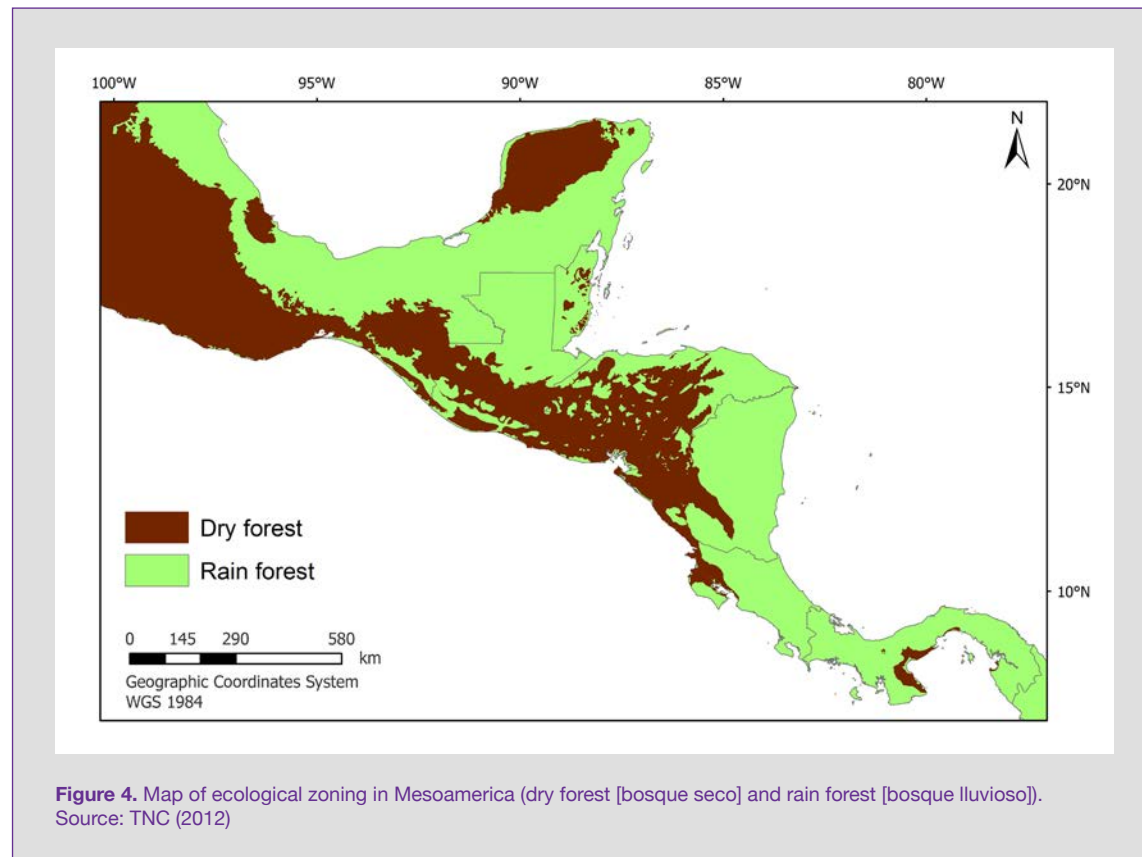 100°W 95°W 90°W 85°W 80°W
N
20°N
15°N
10°N
Dry forest
Rain forest
0 145 290 580
km
Geographic Coordinates System
WGS 1984
Figure 4. Map of ecological zoning in Mesoamerica (dry forest [bosque seco] and rain forest [bosque lluvioso]).
Source: TNC (2012)